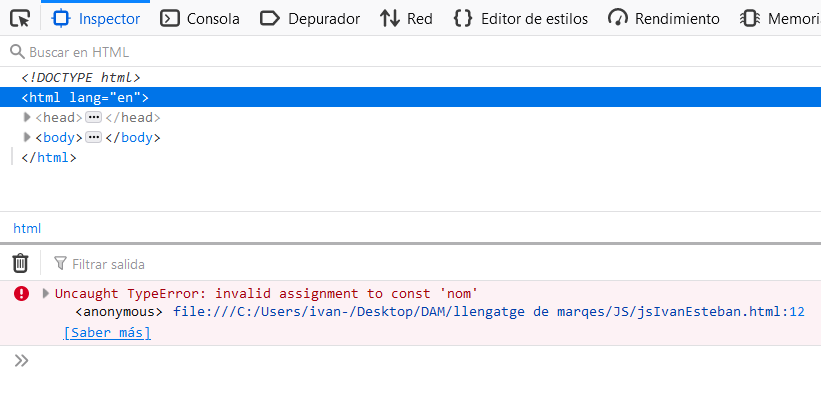 Inspector Consola Depurador Red Editor de estilos Rendimiento Memori
Buscar en HTML
<!DOCTYPE html>
<html lang="en">
<head>⋯</head>
<body>⋯</body>
</html>
html
Filtrar salida
Uncaught TypeError: invalid assignment to const 'nom'
<anonymous> file:///C:/Users/ivan-/Desktop/DAM/llengatge de marqes/JS/jsIvanEsteban.html:12
[Saber más]